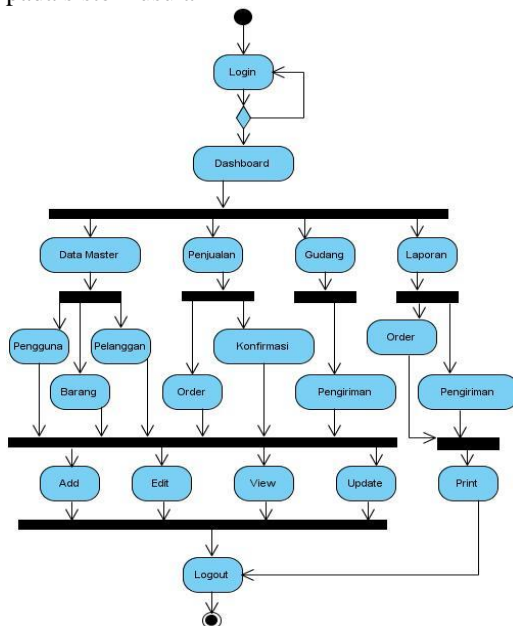 Login
Dashboard
Data Master
Penjualan
Gudang
Laporan
Pengguna
Pelanggan
Konfirmasi
Order
Barang
Order
Pengiriman
Pengiriman
Add
Edit
View
Update
Print
Logout